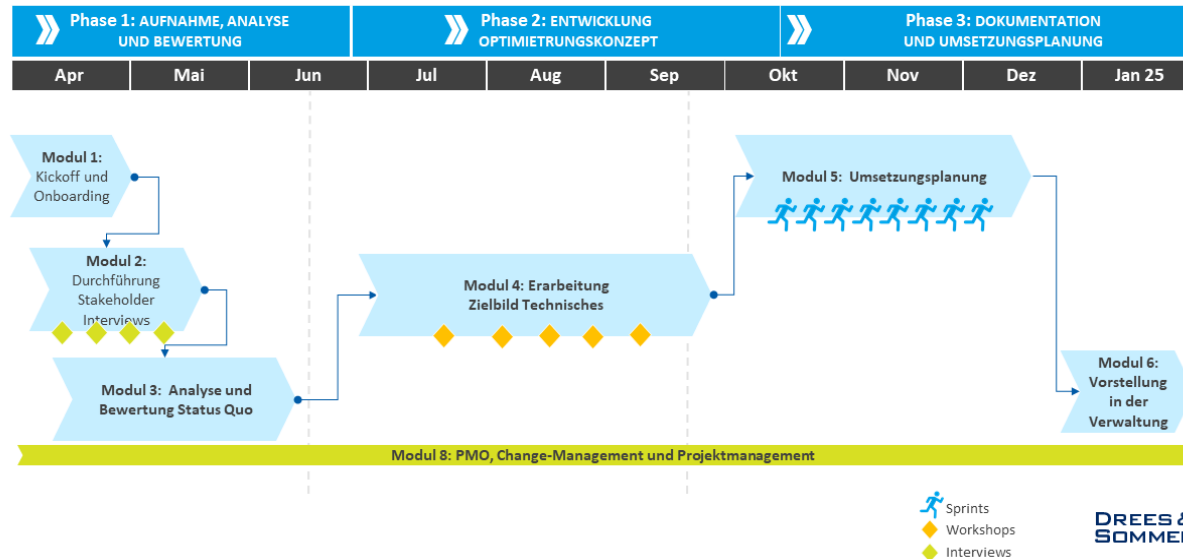 Phase 1: AUFNAHME, ANALYSE
UND BEWERTUNG
Phase 2: ENTWICKLUNG
OPTIMIETRUNGSKONZEPT
Phase 3: DOKUMENTATION
UND UMSETZUNGSPLANUNG
Apr Mai Jun Jul Aug Sep Okt Nov Dez Jan 25
Modul 1:
Kickoff und
Onboarding
Modul 2:
Durchführung
Stakeholder
Interviews
Modul 3: Analyse und
Bewertung Status Quo
Modul 4: Erarbeitung
Zielbild Technisches
Modul 5: Umsetzungsplanung
Modul 6:
Vorstellung
in der
Verwaltung
Modul 8: PMO, Change-Management und Projektmanagement
Sprints
Workshops
Interviews
DREES &
SOMMER